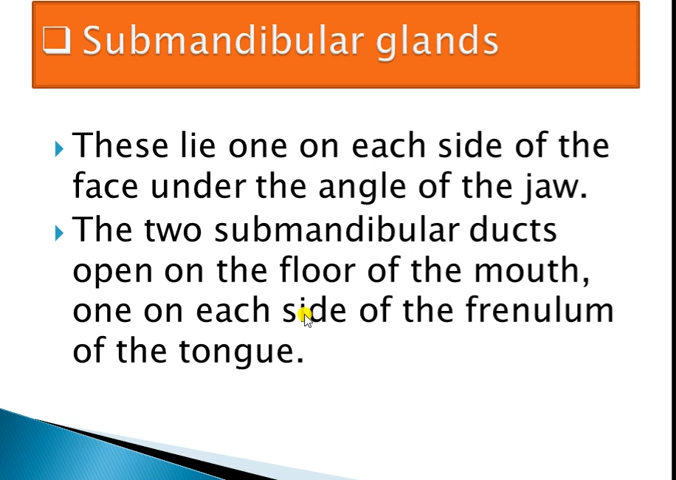 Submandibular glands
These lie one on each side of the
face under the angle of the jaw.
The two submandibular ducts
open on the floor of the mouth,
one on each side of the frenulum
of the tongue.